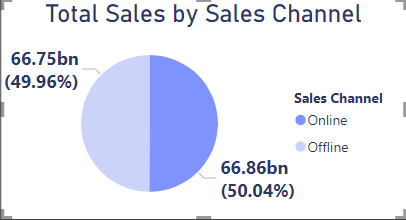 Total Sales by Sales Channel
66.75bn
(49.96%)
Sales Channel
Online
Offline
66.86bn
(50.04%)